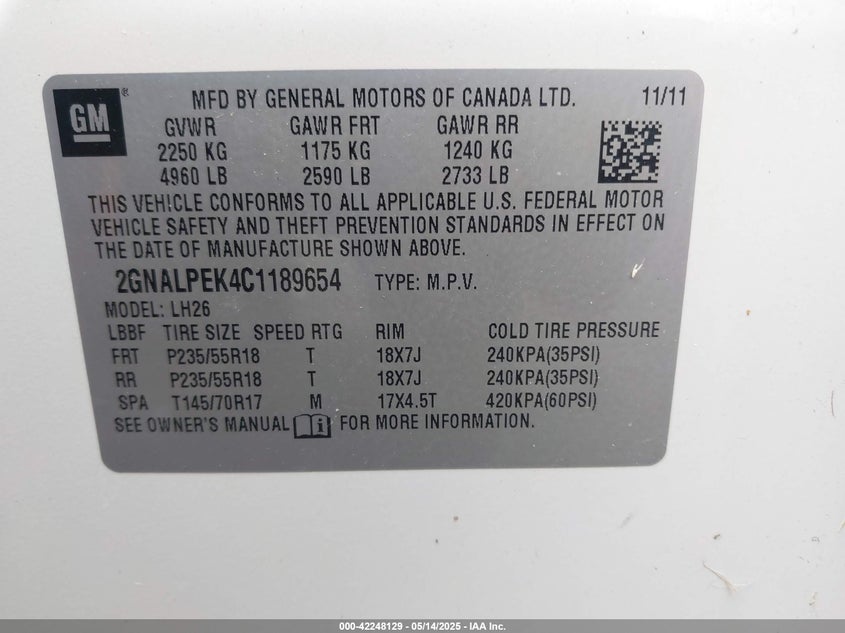 GM ®
MFD BY GENERAL MOTORS OF CANADA LTD. 11/11
GVWR GAWR FRT GAWR RR
2250 KG 1175 KG 1240 KG
4960 LB 2590 LB 2733 LB
THIS VEHICLE CONFORMS TO ALL APPLICABLE U.S. FEDERAL MOTOR
VEHICLE SAFETY AND THEFT PREVENTION STANDARDS IN EFFECT ON
THE DATE OF MANUFACTURE SHOWN ABOVE.
2GNALPEK4C1189654 TYPE: M.P.V.
MODEL: LH26
LBBF TIRE SIZE SPEED RTG RIM COLD TIRE PRESSURE
FRT P235/55R18 T 18X7J 240KPA(35PSI)
RR P235/55R18 T 18X7J 240KPA(35PSI)
SPA T145/70R17 M 17X4.5T 420KPA(60PSI)
SEE OWNER'S MANUAL i FOR MORE INFORMATION.
000-42248129 - 05/14/2025 - IAA Inc.